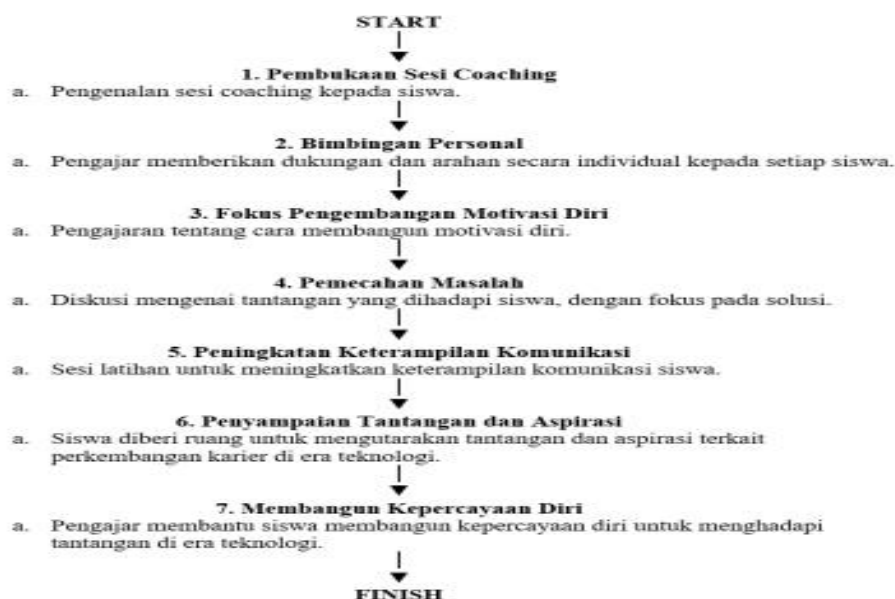 START
1. Pembukaan Sesi Coaching
a. Pengenalan sesi coaching kepada siswa.
2. Bimbingan Personal
a. Pengajar memberikan dukungan dan arahan secara individual kepada setiap siswa.
3. Fokus Pengembangan Motivasi Diri
a. Pengajaran tentang cara membangun motivasi diri.
4. Pemecahan Masalah
a. Diskusi mengenai tantangan yang dihadapi siswa, dengan fokus pada solusi.
5. Peningkatan Keterampilan Komunikasi
a. Sesi latihan untuk meningkatkan keterampilan komunikasi siswa.
6. Penyampaian Tantangan dan Aspirasi
a. Siswa diberi ruang untuk mengutarakan tantangan dan aspirasi terkait
perkembangan karier di era teknologi.
7. Membangun Kepercayaan Diri
a. Pengajar membantu siswa membangun kepercayaan diri untuk menghadapi
tantangan di era teknologi.
FINISH